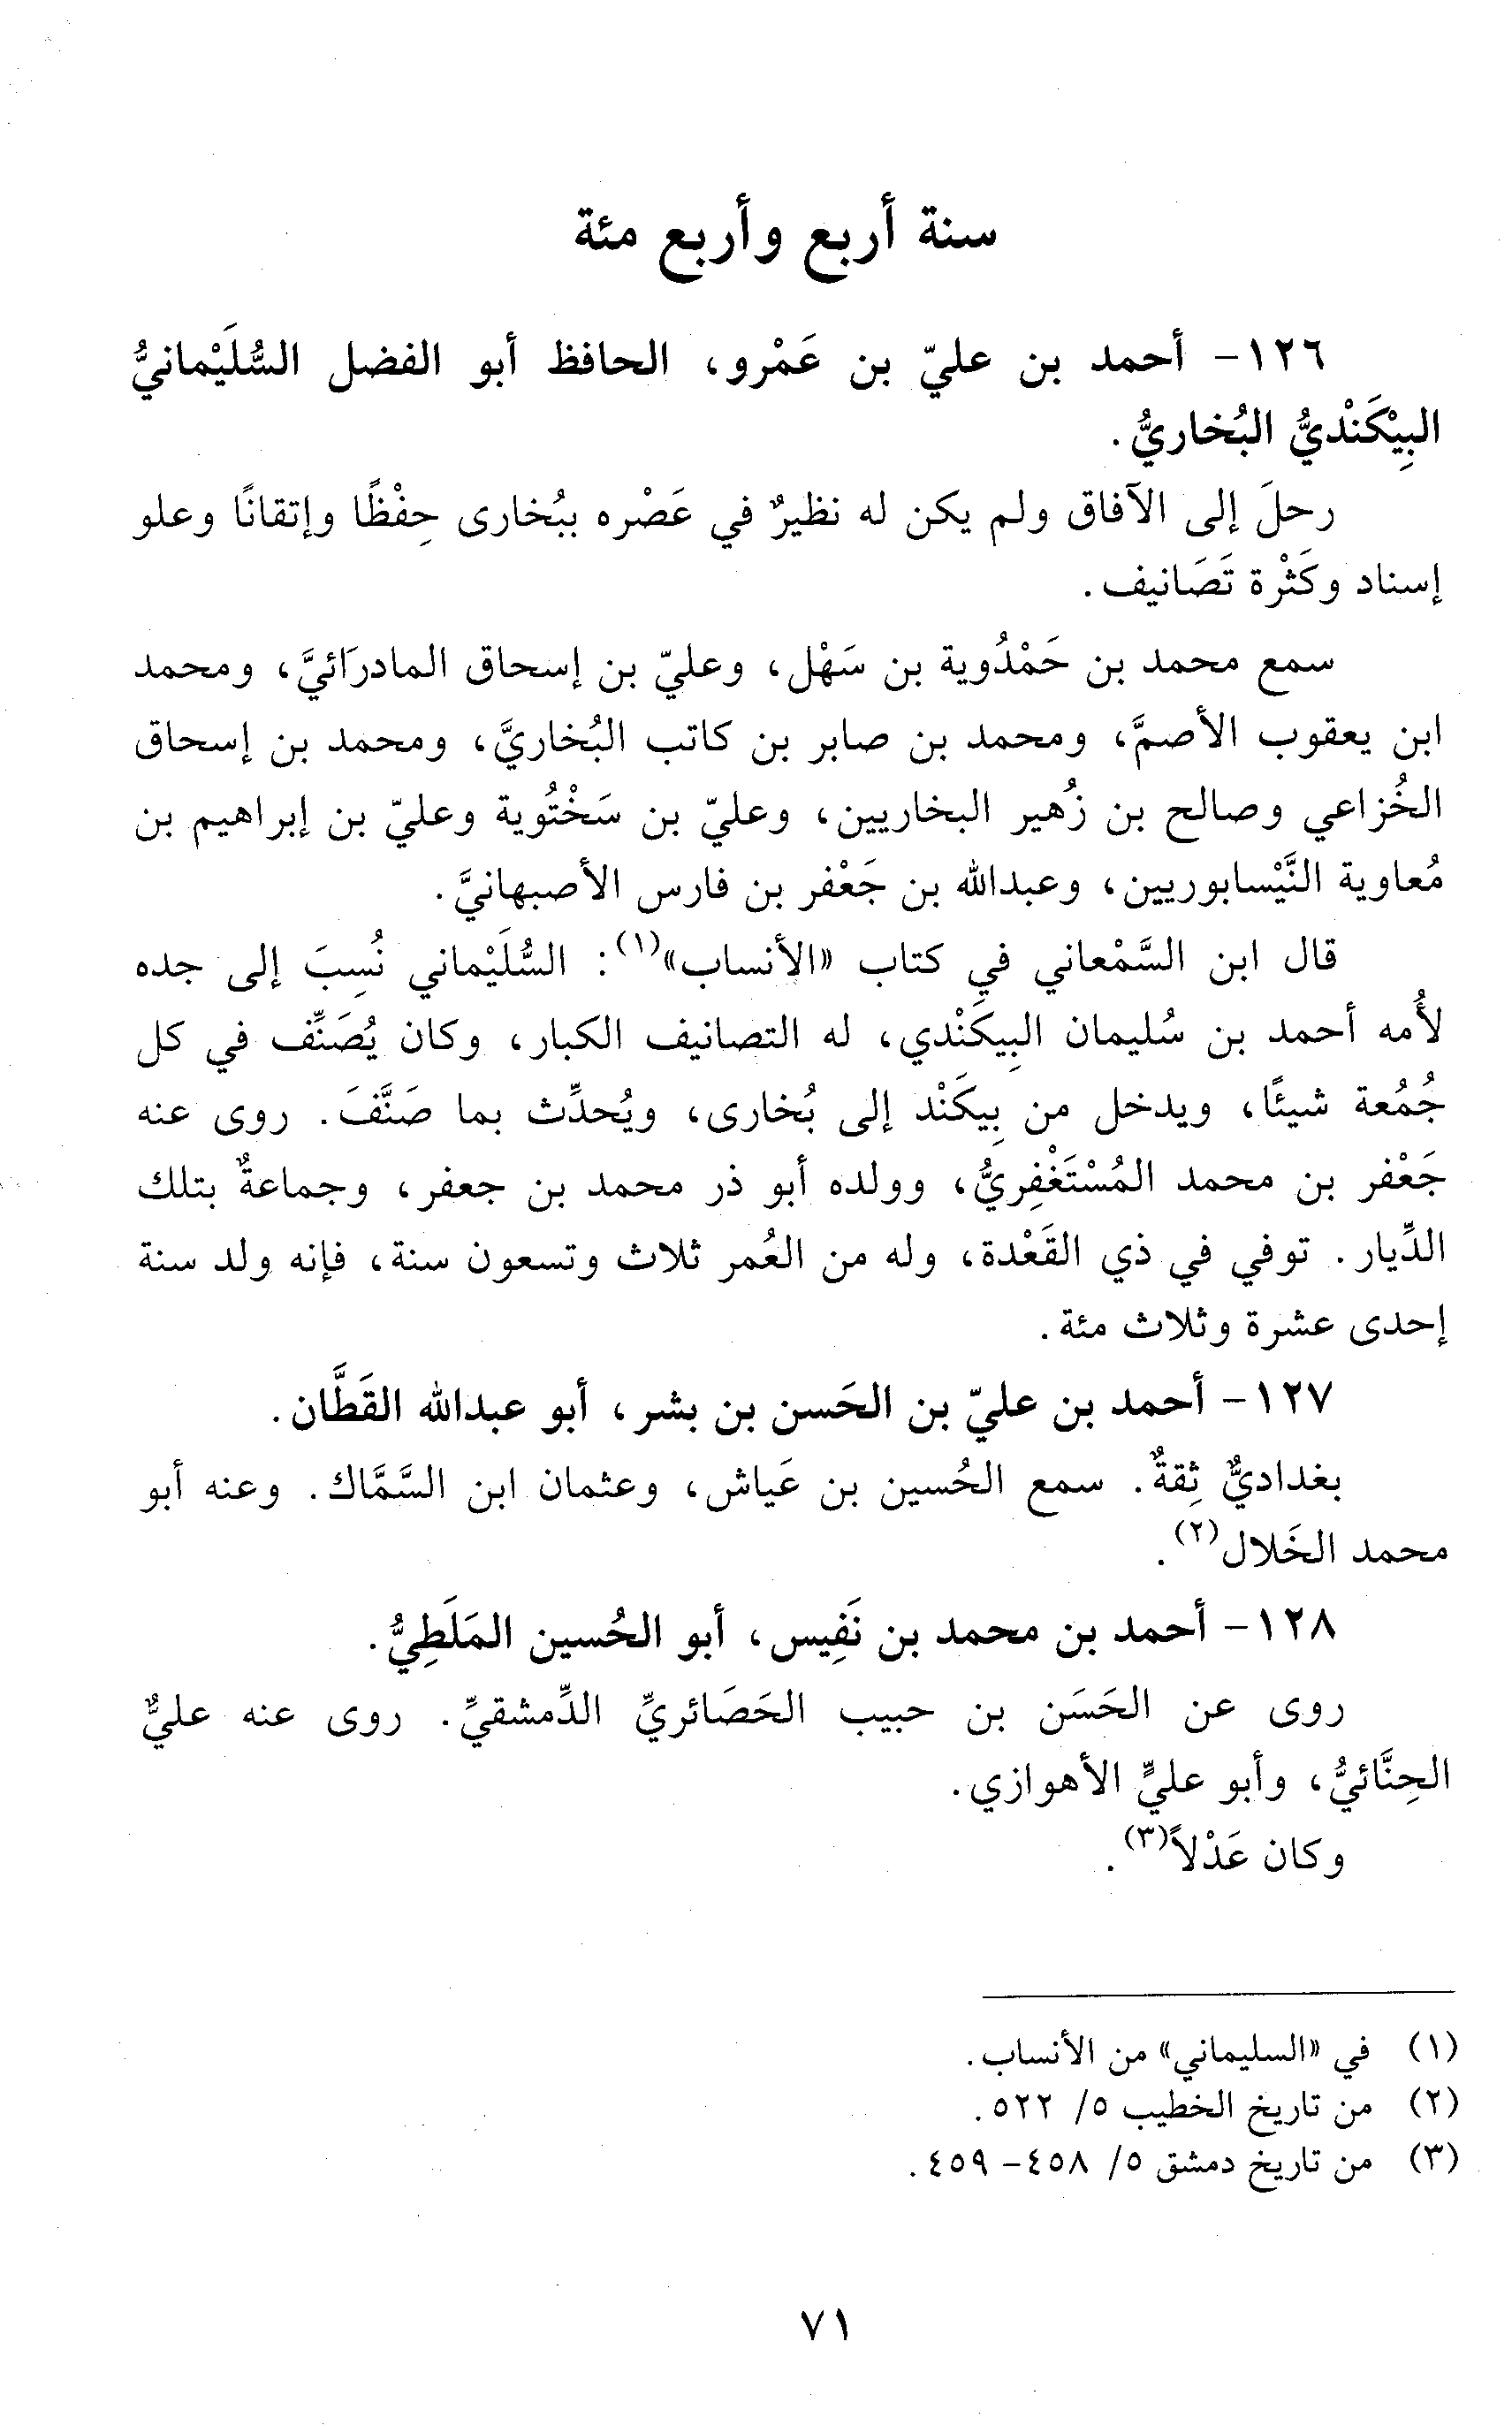 سنة أربع وأربع مئة
١٢٦- أحمد بن عليّ بن عَمْرو، الحافظ أبو الفضل السُّلَيْمانيُّ
البِيْكَنْديُّ البُخاريُّ.
رحلَ إلى الآفاق ولم يكن له نظيرٌ في عَصْره ببُخارى حِفْظًا وإتقانًا وعلو
إسناد وكَثْرة تَصَانيف.
سمع محمد بن حَمْدُوية بن سَهْل، وعليّ بن إسحاق المادرَائيَّ، ومحمد
ابن يعقوب الأصمَّ، ومحمد بن صابر بن كاتب البُخاريَّ، ومحمد بن إسحاق
الخُزاعي وصالح بن زُهير البخاريين، وعليّ بن سَخْتُوية وعليّ بن إبراهيم بن
مُعاوية النَّيْسابوريين، وعبدالله بن جَعْفر بن فارس الأصبهانيَّ.
قال ابن السَّمْعاني في كتاب «الأنساب»(١): السُّلَيْماني نُسِبَ إلى جده
لأُمه أحمد بن سُليمان البِيكَنْدي، له التصانيف الكبار، وكان يُصَنِّف في كل
جُمُعة شيئًا، ويدخل من بِيكَنْد إلى بُخارى، ويُحدِّث بما صَنَّفَ. روى عنه
جَعْفر بن محمد المُسْتَغْفِريُّ، وولده أبو ذر محمد بن جعفر، وجماعةٌ بتلك
الدِّيار. توفي في ذي القَعْدة، وله من العُمر ثلاث وتسعون سنة، فإنه ولد سنة
إحدى عشرة وثلاث مئة.
١٢٧- أحمد بن عليّ بن الحَسن بن بشر، أبو عبدالله القَطَّان.
بغداديٌّ ثِقةٌ. سمع الحُسين بن عَياش، وعثمان ابن السَّمَّاك. وعنه أبو
محمد الخَلال(٢).
١٢٨- أحمد بن محمد بن نَفِيس، أبو الحُسين المَلَطِيُّ.
روى عن الحَسَن بن حبيب الحَصَائريِّ الدِّمشقيِّ. روى عنه عليٌّ
الحِنَّائيُّ، وأبو عليٍّ الأهوازي.
وكان عَدْلاً(٣).
(١) في «السليماني» من الأنساب.
(٢) من تاريخ الخطيب ٥/ ٥٢٢.
(٣) من تاريخ دمشق ٥/ ٤٥٨- ٤٥٩.
٧١